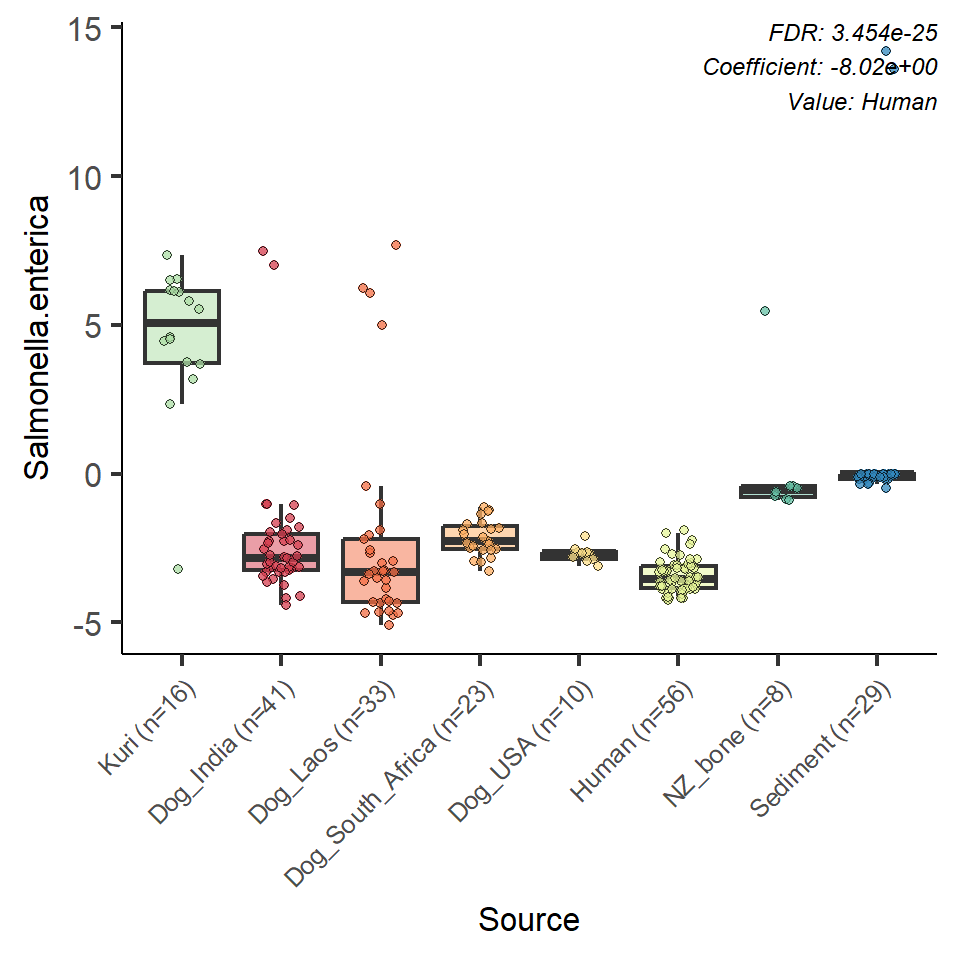 FDR: 3.454e-25
Coefficient: -8.02e+00
Value: Human
Salmonella.enterica
15
10
5
0
-5
Kuri (n=16)
Dog_India (n=41)
Dog_Laos (n=33)
Dog_South_Africa (n=23)
Dog_USA (n=10)
Human (n=56)
NZ_bone (n=8)
Sediment (n=29)
Source